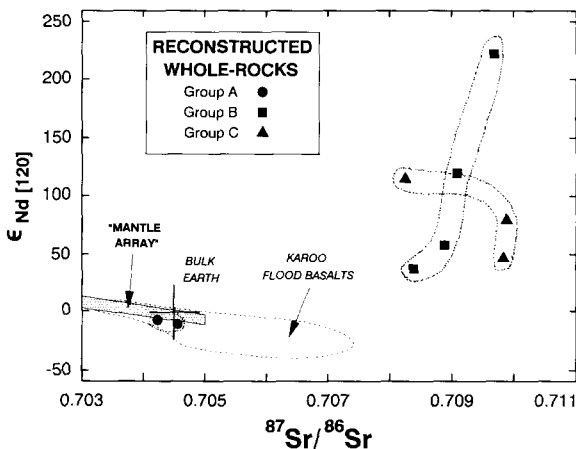 RECONSTRUCTED
WHOLE-ROCKS
Group A
Group B
Group C
250
200
150
100
50
0
-50
ε Nd [120]
"MANTLE
ARRAY"
BULK
EARTH
KAROO
FLOOD BASALTS
0.703
0.705
0.707
0.709
0.711
87Sr/86Sr